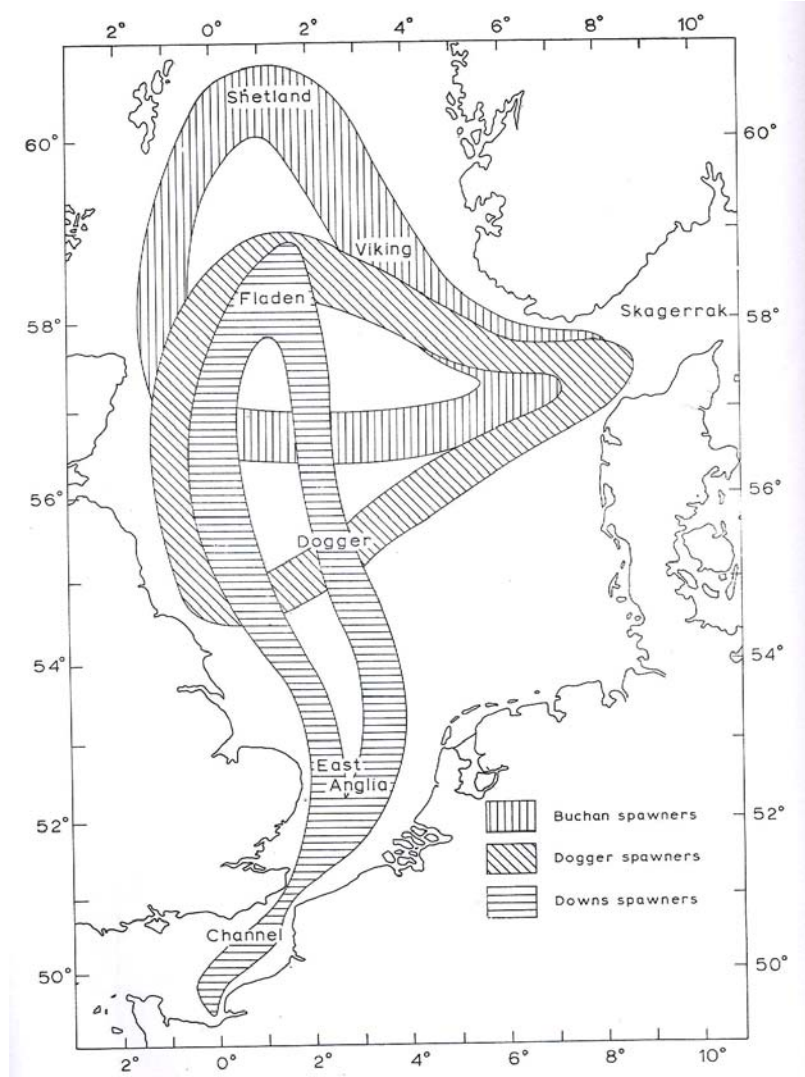 2° 0° 2° 4° 6° 8° 10°
Shetland
60° 60°
Viking
Fladen
58° Skagerrak 58°
56° 56°
Dogger
54° 54°
East
Anglia
52° 52°
Buchan spawners
Dogger spawners
Downs spawners
Channel
50° 50°
2° 0° 2° 4° 6° 8° 10°